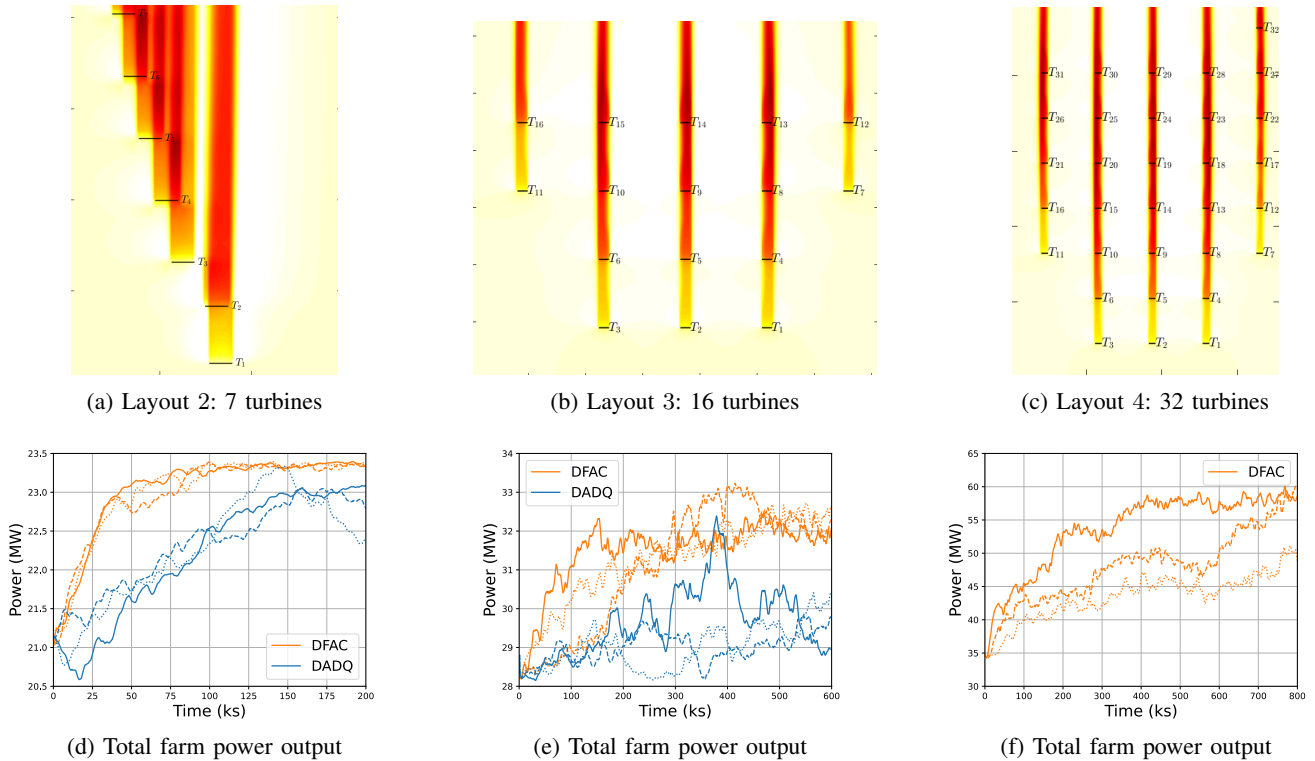 T6
T5
T4
T3
T2
T1
T16 T15 T14 T13 T12
T11 T10 T9 T8 T7
T6 T5 T4
T3 T2 T1
T32
T31 T30 T29 T28 T27
T26 T25 T24 T23 T22
T21 T20 T19 T18 T17
T16 T15 T14 T13 T12
T11 T10 T9 T8 T7
T6 T5 T4
T3 T2 T1
(a) Layout 2: 7 turbines
(b) Layout 3: 16 turbines
(c) Layout 4: 32 turbines
Power (MW)
23.5
23.0
22.5
22.0
21.5
21.0
20.5
DFAC
DADQ
0 25 50 75 100 125 150 175 200
Time (ks)
Power (MW)
34
33
32
31
30
29
28
DFAC
DADQ
0 100 200 300 400 500 600
Time (ks)
Power (MW)
65
60
55
50
45
40
35
30
DFAC
0 100 200 300 400 500 600 700 800
Time (ks)
(d) Total farm power output
(e) Total farm power output
(f) Total farm power output